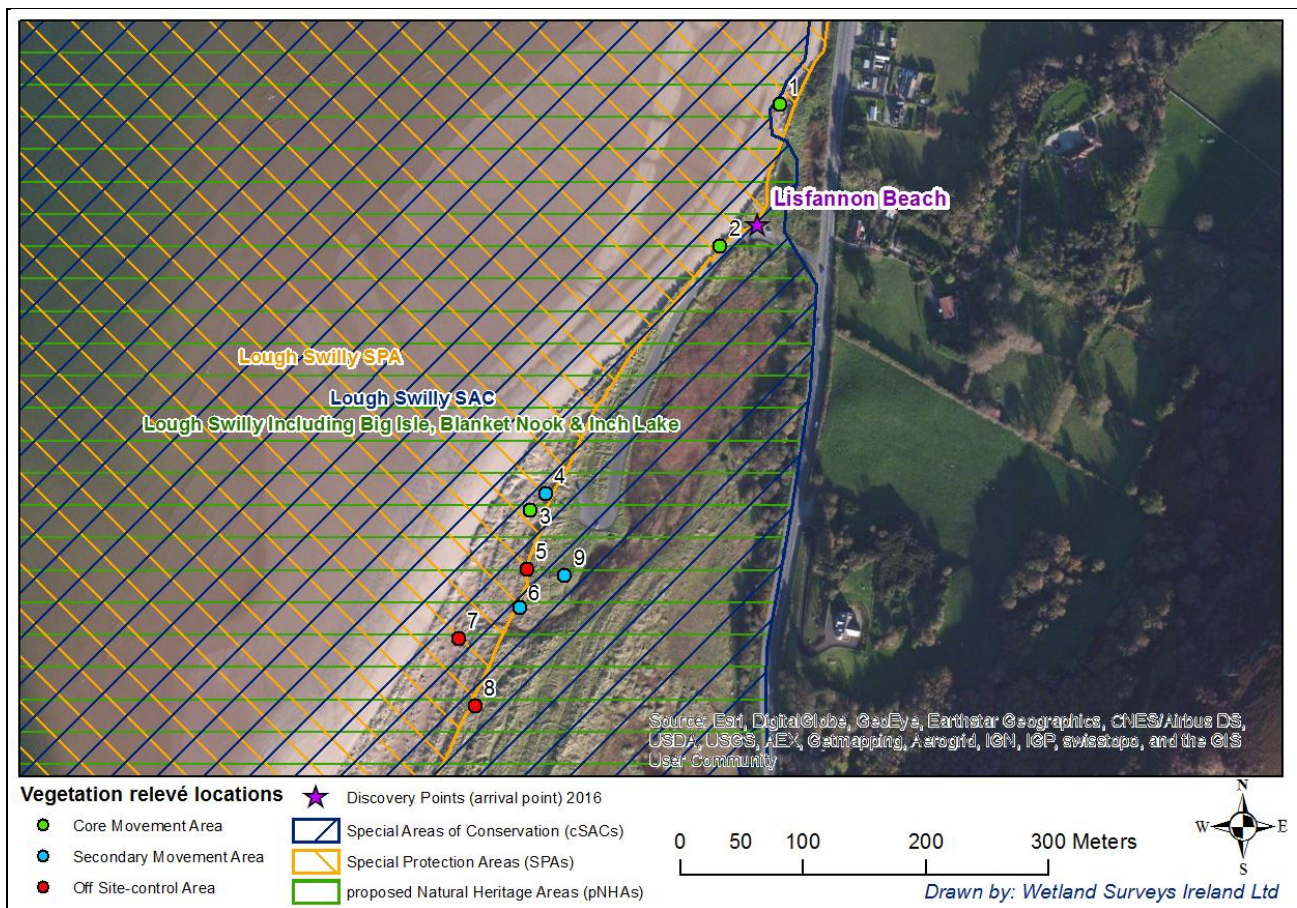 1
Lisfannon Beach
2
Lough Swilly SPA
Lough Swilly SAC
Lough Swilly Including Big Isle, Blanket Nook & Inch Lake
4
3
5
9
6
7
8
Source: Esri, DigitalGlobe, GeoEye, Earthstar Geographics, CNES/Airbus DS,
USDA, USGS, AEX, Getmapping, Aerogrid, IGN, IGP, swisstopo, and the GIS
User Community
Vegetation relevé locations
Core Movement Area
Secondary Movement Area
Off Site-control Area
Discovery Points (arrival point) 2016
Special Areas of Conservation (cSACs)
Special Protection Areas (SPAs)
proposed Natural Heritage Areas (pNHAs)
0 50 100 200 300 Meters
N
W E
S
Drawn by: Wetland Surveys Ireland Ltd